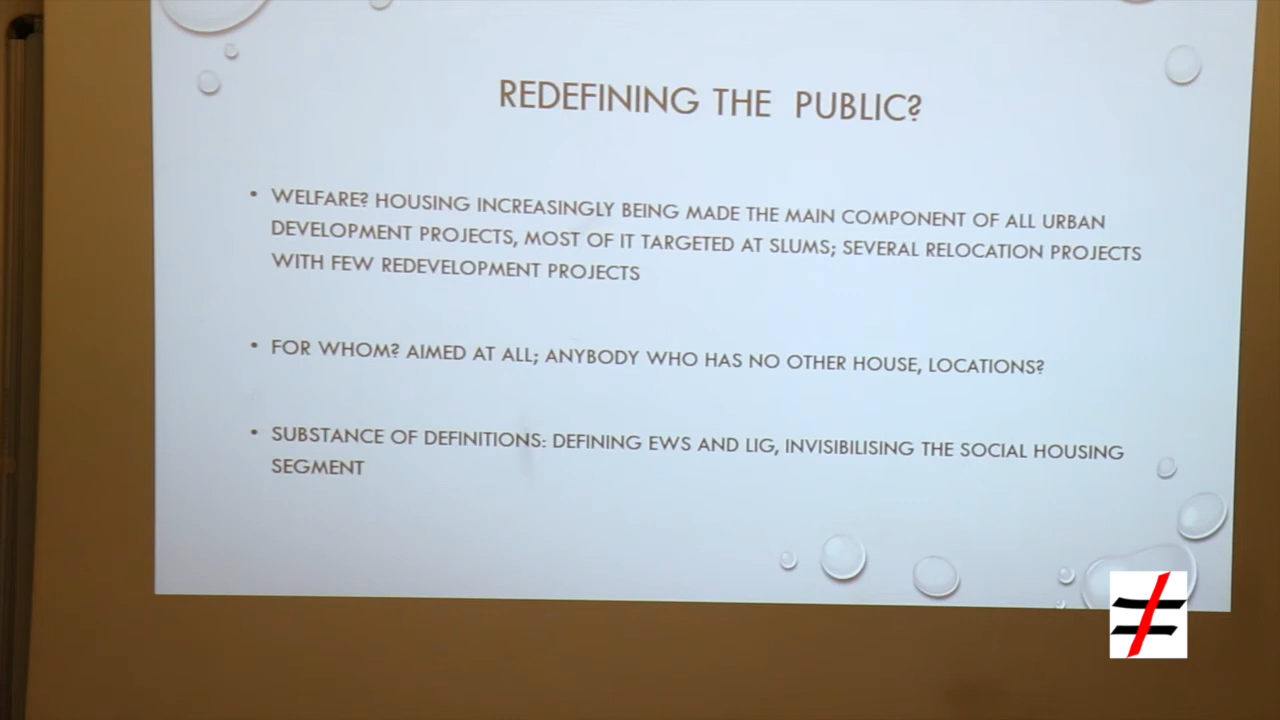 REDEFINING THE PUBLIC?
• WELFARE? HOUSING INCREASINGLY BEING MADE THE MAIN COMPONENT OF ALL URBAN
DEVELOPMENT PROJECTS, MOST OF IT TARGETED AT SLUMS; SEVERAL RELOCATION PROJECTS
WITH FEW REDEVELOPMENT PROJECTS
• FOR WHOM? AIMED AT ALL; ANYBODY WHO HAS NO OTHER HOUSE, LOCATIONS?
• SUBSTANCE OF DEFINITIONS: DEFINING EWS AND LIG, INVISIBILISING THE SOCIAL HOUSING
SEGMENT